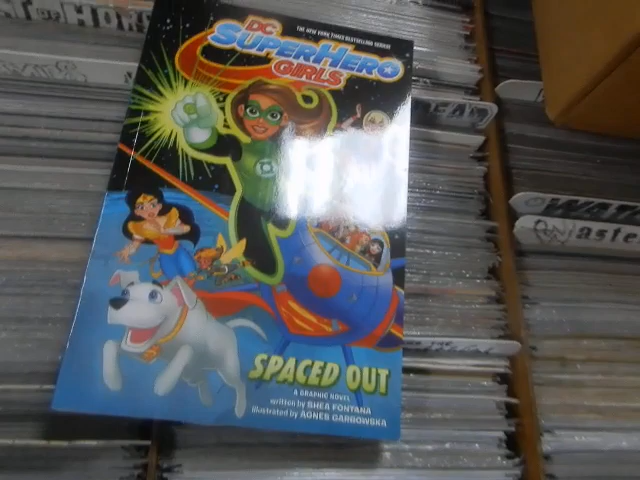 THE NEW YORK TIMES BESTSELLING SERIES
DC
SUPERHERO
GIRLS
SPACED OUT
A GRAPHIC NOVEL
written by SHEA FONTANA
illustrated by AGNES GARBOWSKA